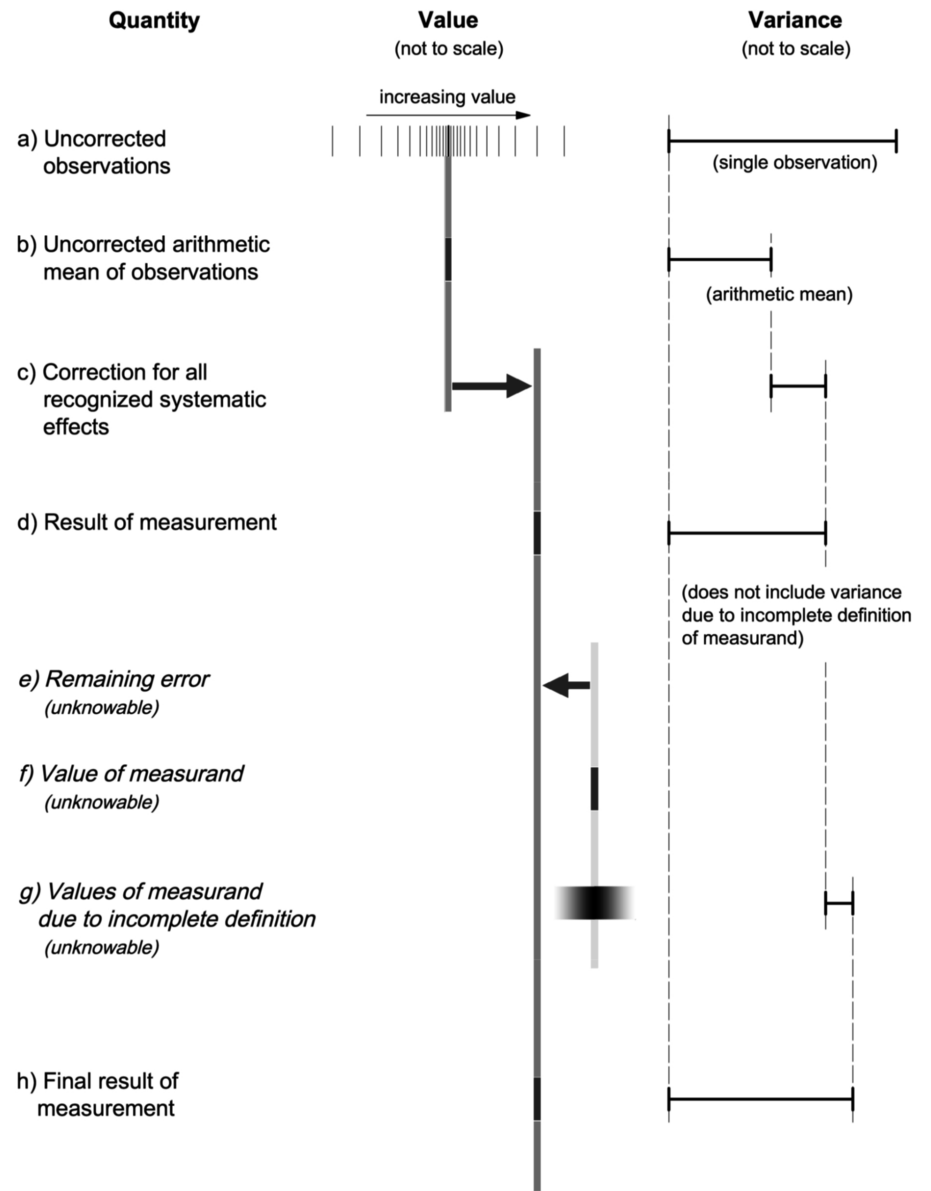 Quantity
Value
Variance
(not to scale)
(not to scale)
increasing value
a) Uncorrected
observations
(single observation)
b) Uncorrected arithmetic
mean of observations
(arithmetic mean)
c) Correction for all
recognized systematic
effects
d) Result of measurement
(does not include variance
due to incomplete definition
of measurand)
e) Remaining error
(unknowable)
f) Value of measurand
(unknowable)
g) Values of measurand
due to incomplete definition
(unknowable)
h) Final result of
measurement